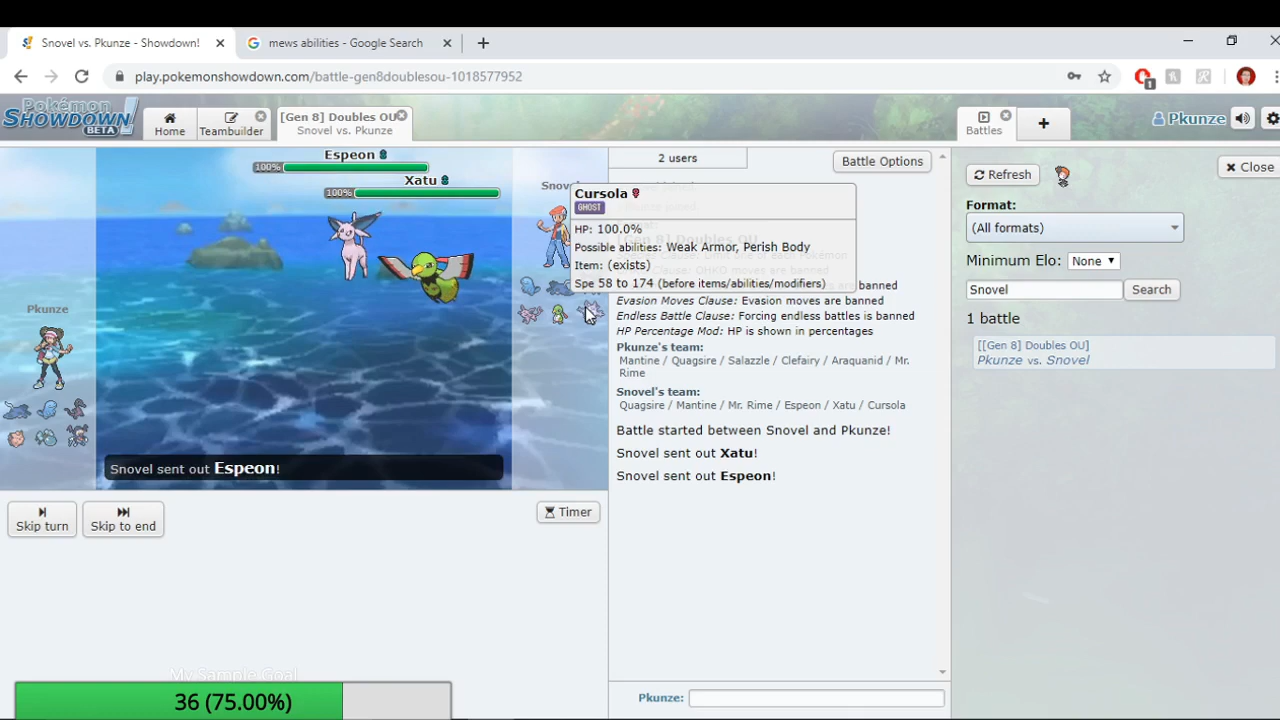 Snovel vs. Pkunze - Showdown!
mews abilities - Google Search
play.pokemonshowdown.com/battle-gen8doublesou-1018577952
1
Pokémon
SHOWDOWN!
BETA
Home
Teambuilder
[Gen 8] Doubles OU
Snovel vs. Pkunze
Battles
Pkunze
Espeon
100%
Xatu
100%
Pkunze
Snovel sent out Espeon!
Skip turn
Skip to end
Timer
2 users
Battle Options
Cursola
GHOST
HP: 100.0%
Possible abilities: Weak Armor, Perish Body
Item: (exists)
Spe 58 to 174 (before items/abilities/modifiers)
Evasion Moves Clause: Evasion moves are banned
Endless Battle Clause: Forcing endless battles is banned
HP Percentage Mod: HP is shown in percentages
Pkunze's team:
Mantine / Quagsire / Salazzle / Clefairy / Araquanid / Mr.
Rime
Snovel's team:
Quagsire / Mantine / Mr. Rime / Espeon / Xatu / Cursola
Battle started between Snovel and Pkunze!
Snovel sent out Xatu!
Snovel sent out Espeon!
Pkunze:
Refresh
Close
Format:
(All formats)
Minimum Elo: None
Snovel
Search
1 battle
[[Gen 8] Doubles OU]
Pkunze vs. Snovel
My Sample Goal
36 (75.00%)